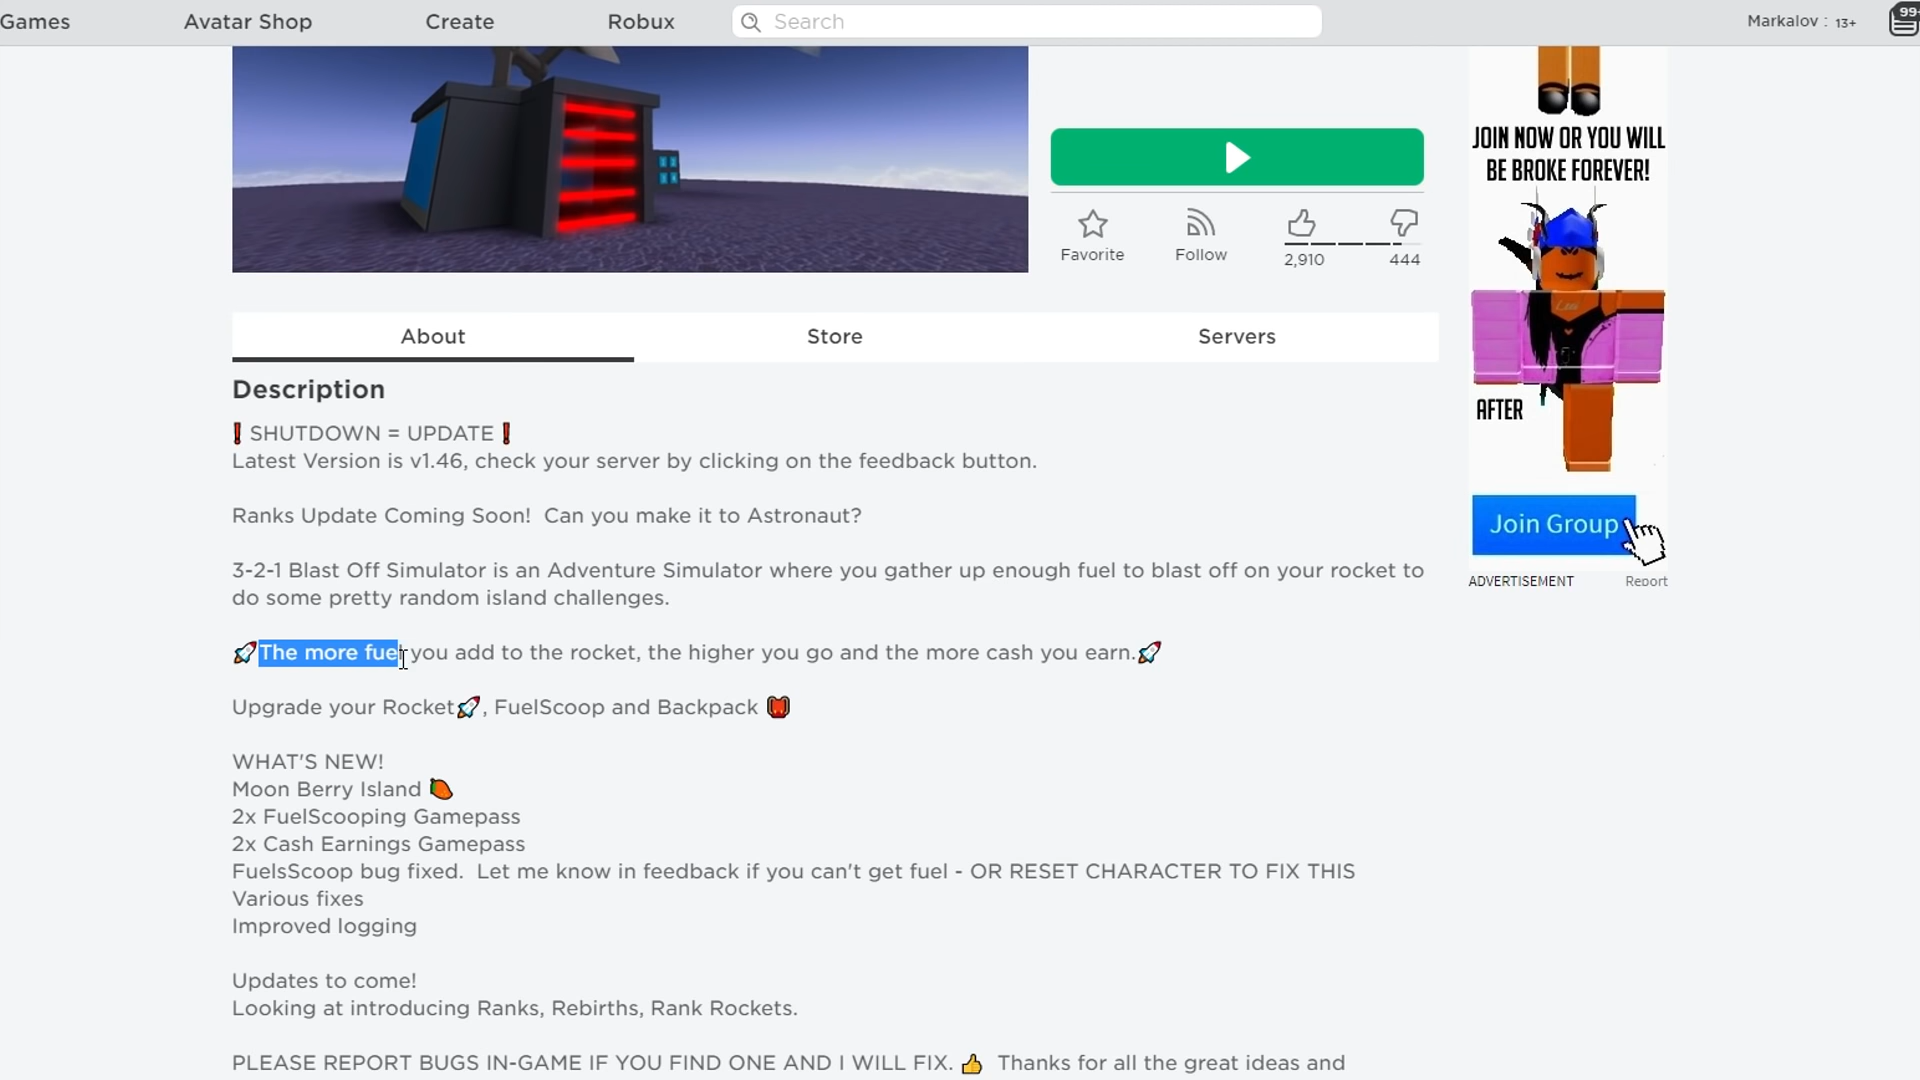 Games Avatar Shop Create Robux Search Markalov : 13+ 99+
JOIN NOW OR YOU WILL
BE BROKE FOREVER!
Favorite Follow 2,910 444
About Store Servers
Description
AFTER
❗SHUTDOWN = UPDATE❗
Latest Version is v1.46, check your server by clicking on the feedback button.
Ranks Update Coming Soon! Can you make it to Astronaut?
Join Group
3-2-1 Blast Off Simulator is an Adventure Simulator where you gather up enough fuel to blast off on your rocket to
do some pretty random island challenges.
ADVERTISEMENT Report
🚀The more fuel you add to the rocket, the higher you go and the more cash you earn.🚀
Upgrade your Rocket🚀, FuelScoop and Backpack 🎒
WHAT'S NEW!
Moon Berry Island 🥭
2x FuelScooping Gamepass
2x Cash Earnings Gamepass
FuelsScoop bug fixed. Let me know in feedback if you can't get fuel - OR RESET CHARACTER TO FIX THIS
Various fixes
Improved logging
Updates to come!
Looking at introducing Ranks, Rebirths, Rank Rockets.
PLEASE REPORT BUGS IN-GAME IF YOU FIND ONE AND I WILL FIX. 👍 Thanks for all the great ideas and